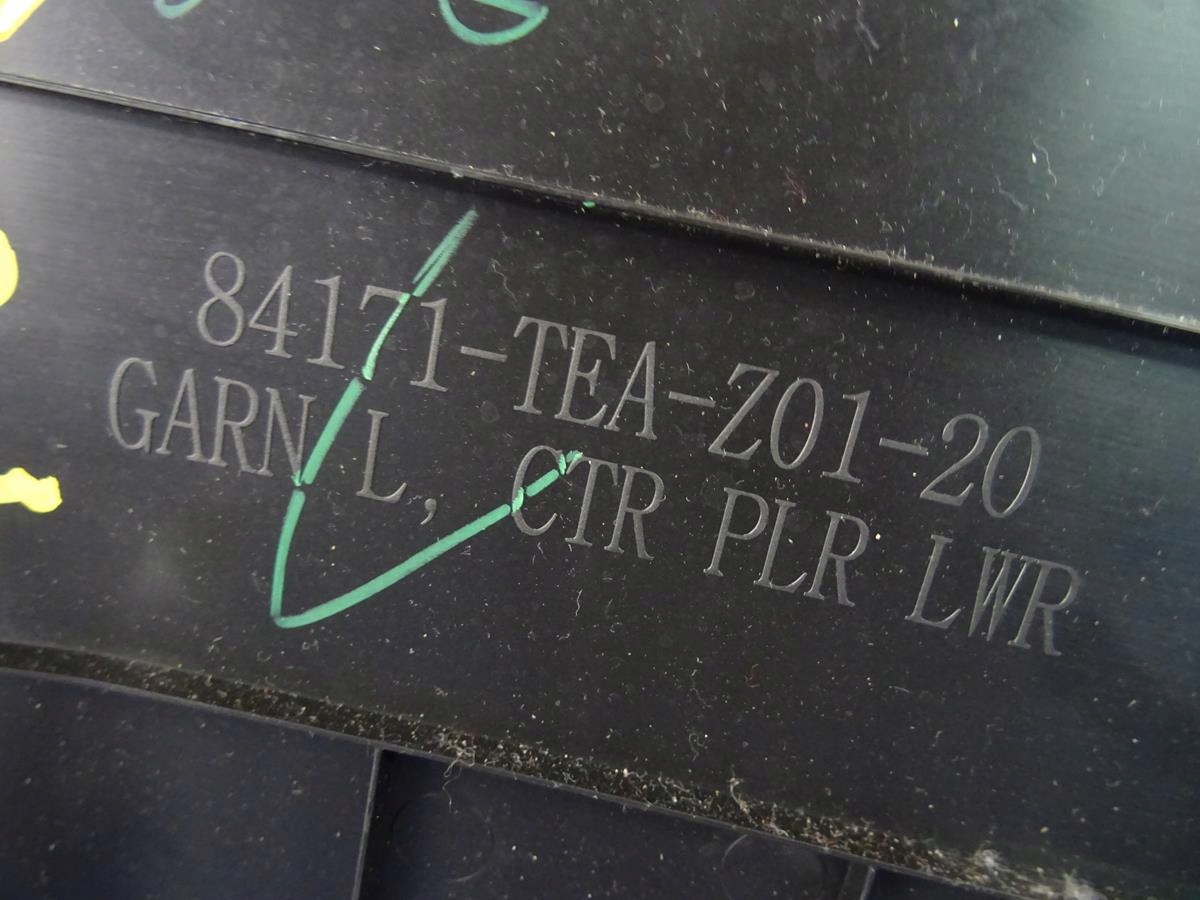 84171-TEA-Z01-20
GARN L, CTR PLR LWR